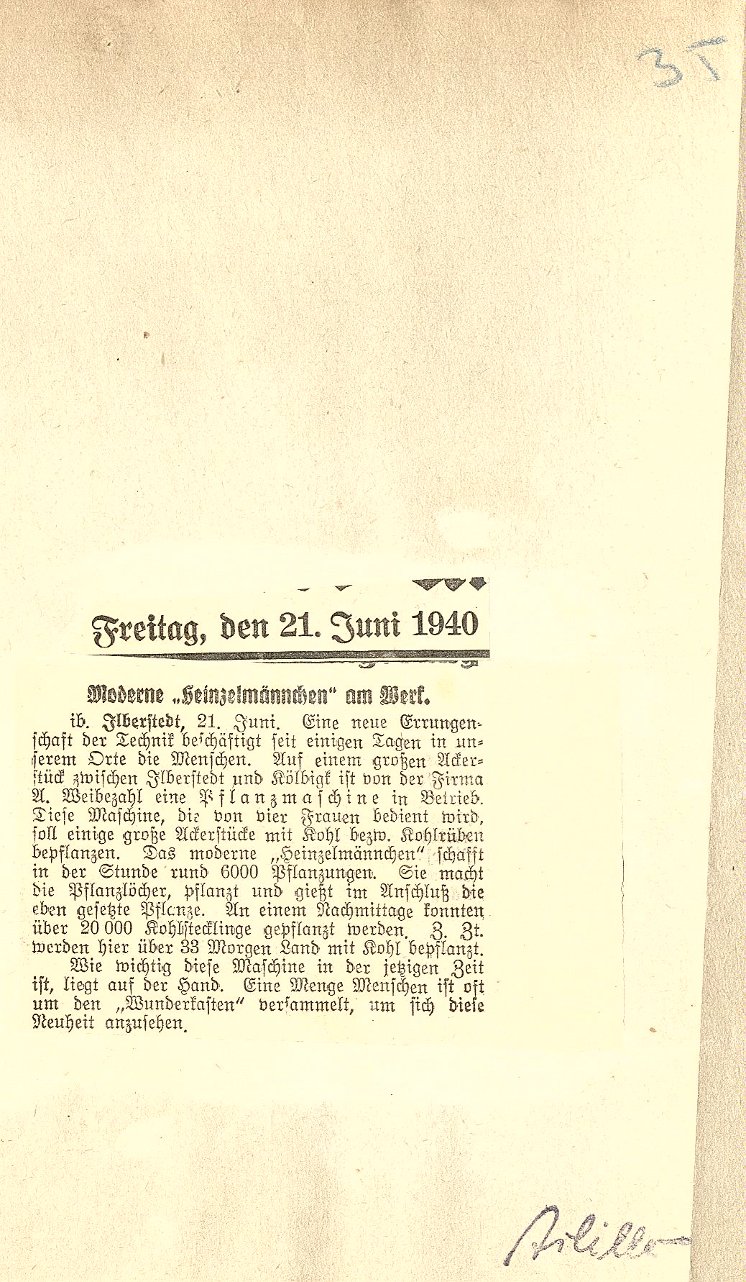 35
Freitag, den 21. Juni 1940
Moderne „Heinzelmännchen“ am Werk.
ib. Ilberstedt, 21. Juni. Eine neue Errungen-
schaft der Technik beschäftigt seit einigen Tagen in un-
serem Orte die Menschen. Auf einem großen Acker-
stück zwischen Ilberstedt und Kölbigk ist von der Firma
A. Weibezahl eine Pflanzmaschine in Betrieb.
Diese Maschine, die von vier Frauen bedient wird,
soll einige große Ackerstücke mit Kohl bezw. Kohlrüben
bepflanzen. Das moderne „Heinzelmännchen“ schafft
in der Stunde rund 6000 Pflanzungen. Sie macht
die Pflanzlöcher, pflanzt und gießt im Anschluß die
eben gesetzte Pflanze. An einem Nachmittage konnten
über 20 000 Kohlstecklinge gepflanzt werden. Z. Zt.
werden hier über 33 Morgen Land mit Kohl bepflanzt.
Wie wichtig diese Maschine in der jetzigen Zeit
ist, liegt auf der Hand. Eine Menge Menschen ist oft
um den „Wunderkasten“ versammelt, um sich diese
Neuheit anzusehen.